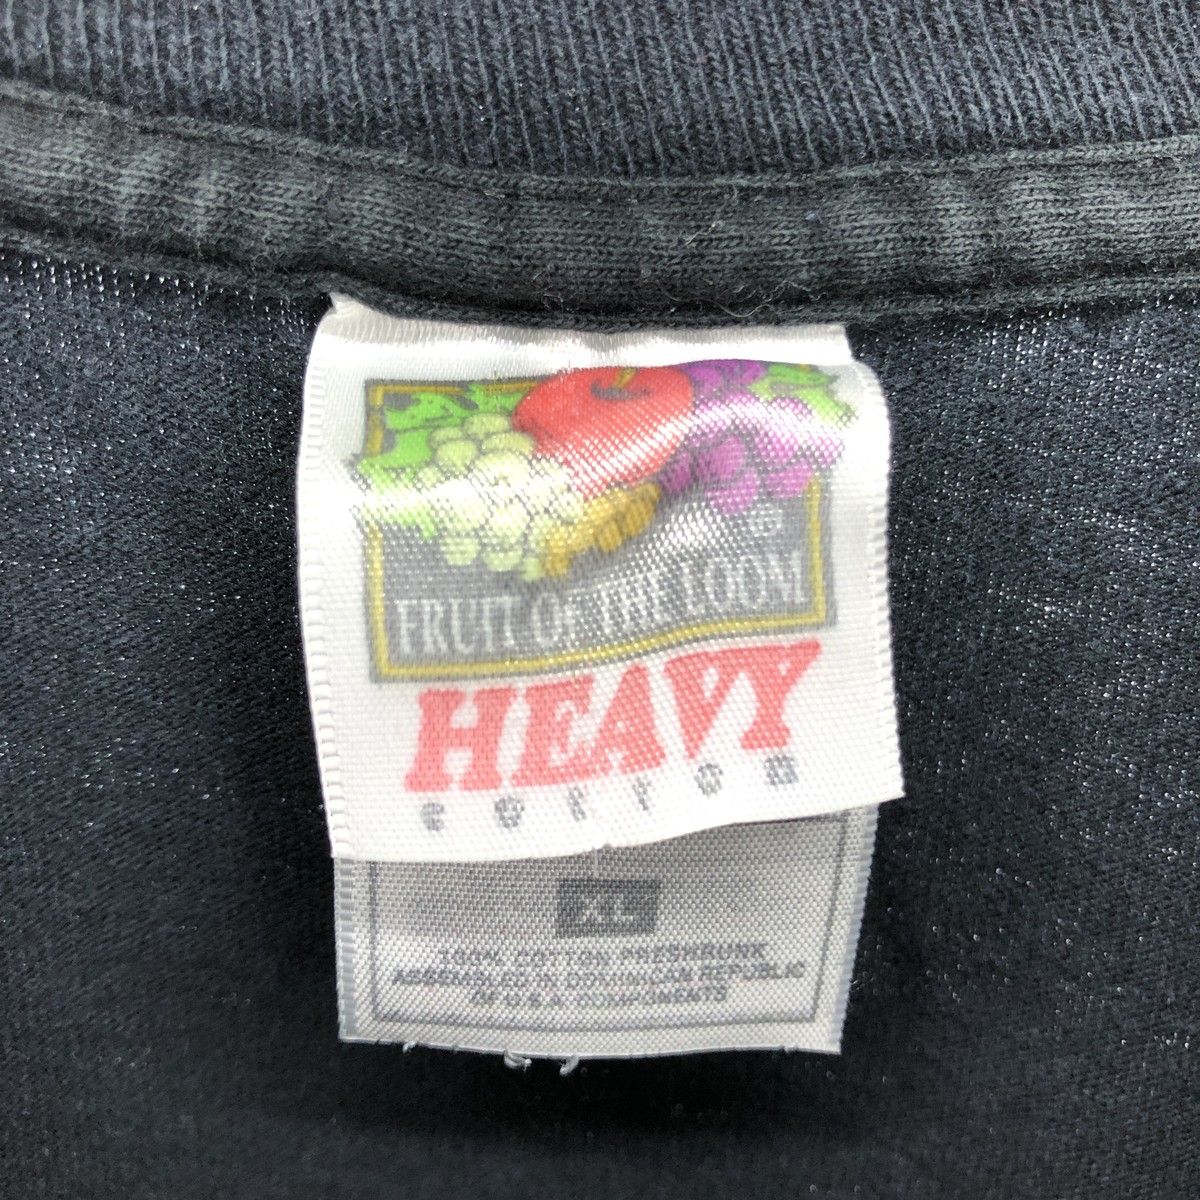 FRUIT OF THE LOOM
HEAVY
COTTON
XL
100% COTTON PRESHRUNK
ASSEMBLED IN DOMINICAN REPUBLIC
OF U.S.A. COMPONENTS